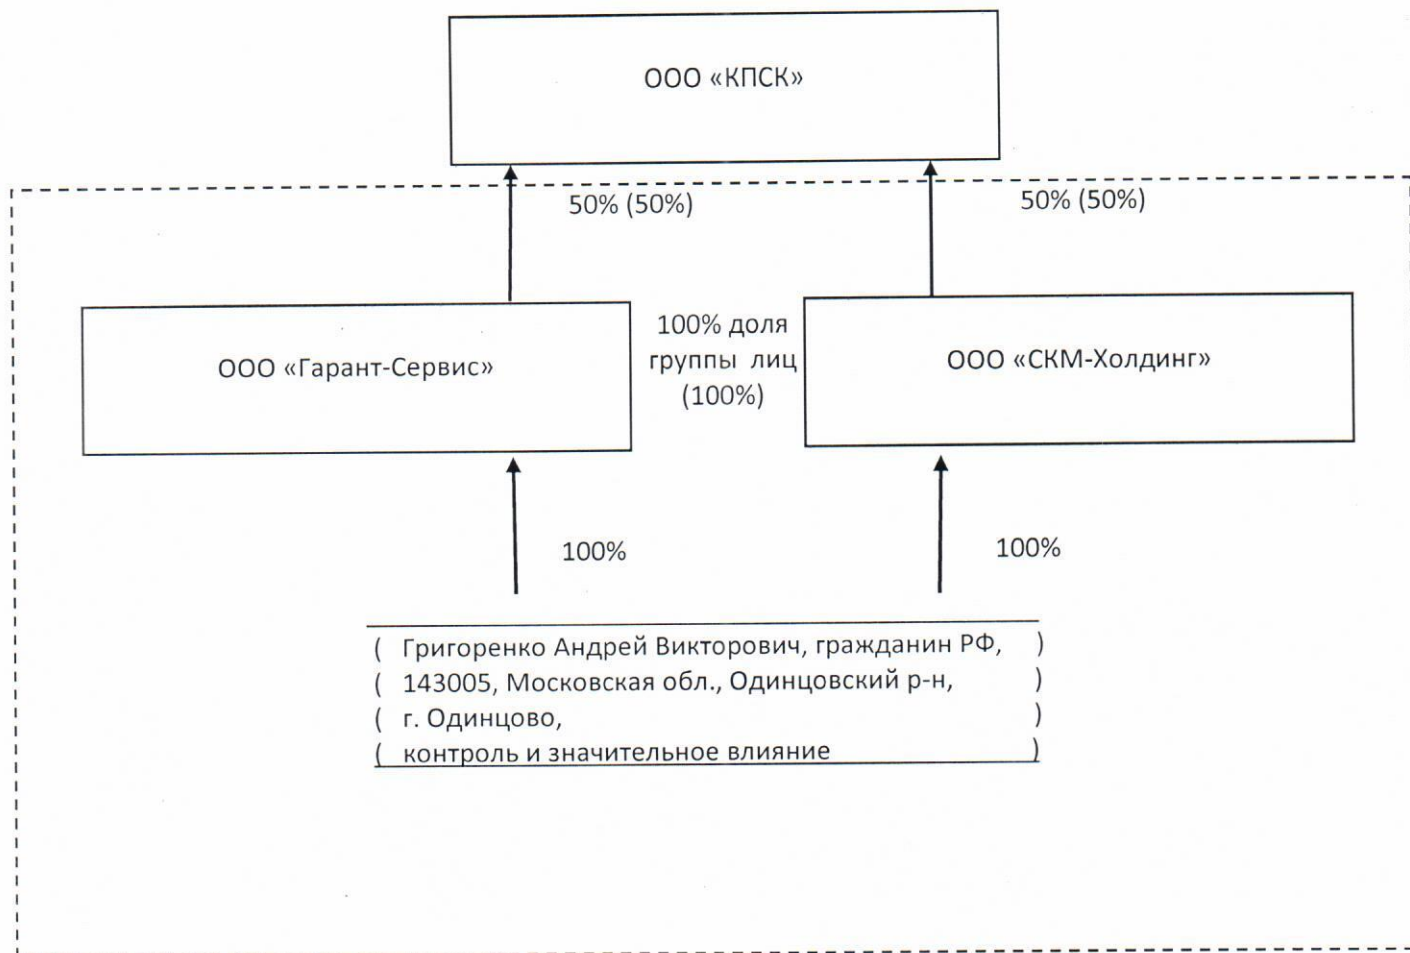 ООО «КПСК»
50% (50%)
50% (50%)
ООО «Гарант-Сервис»
100% доля
группы лиц
(100%)
ООО «СКМ-Холдинг»
100%
100%
( Григоренко Андрей Викторович, гражданин РФ, )
( 143005, Московская обл., Одинцовский р-н, )
( г. Одинцово, )
( контроль и значительное влияние )